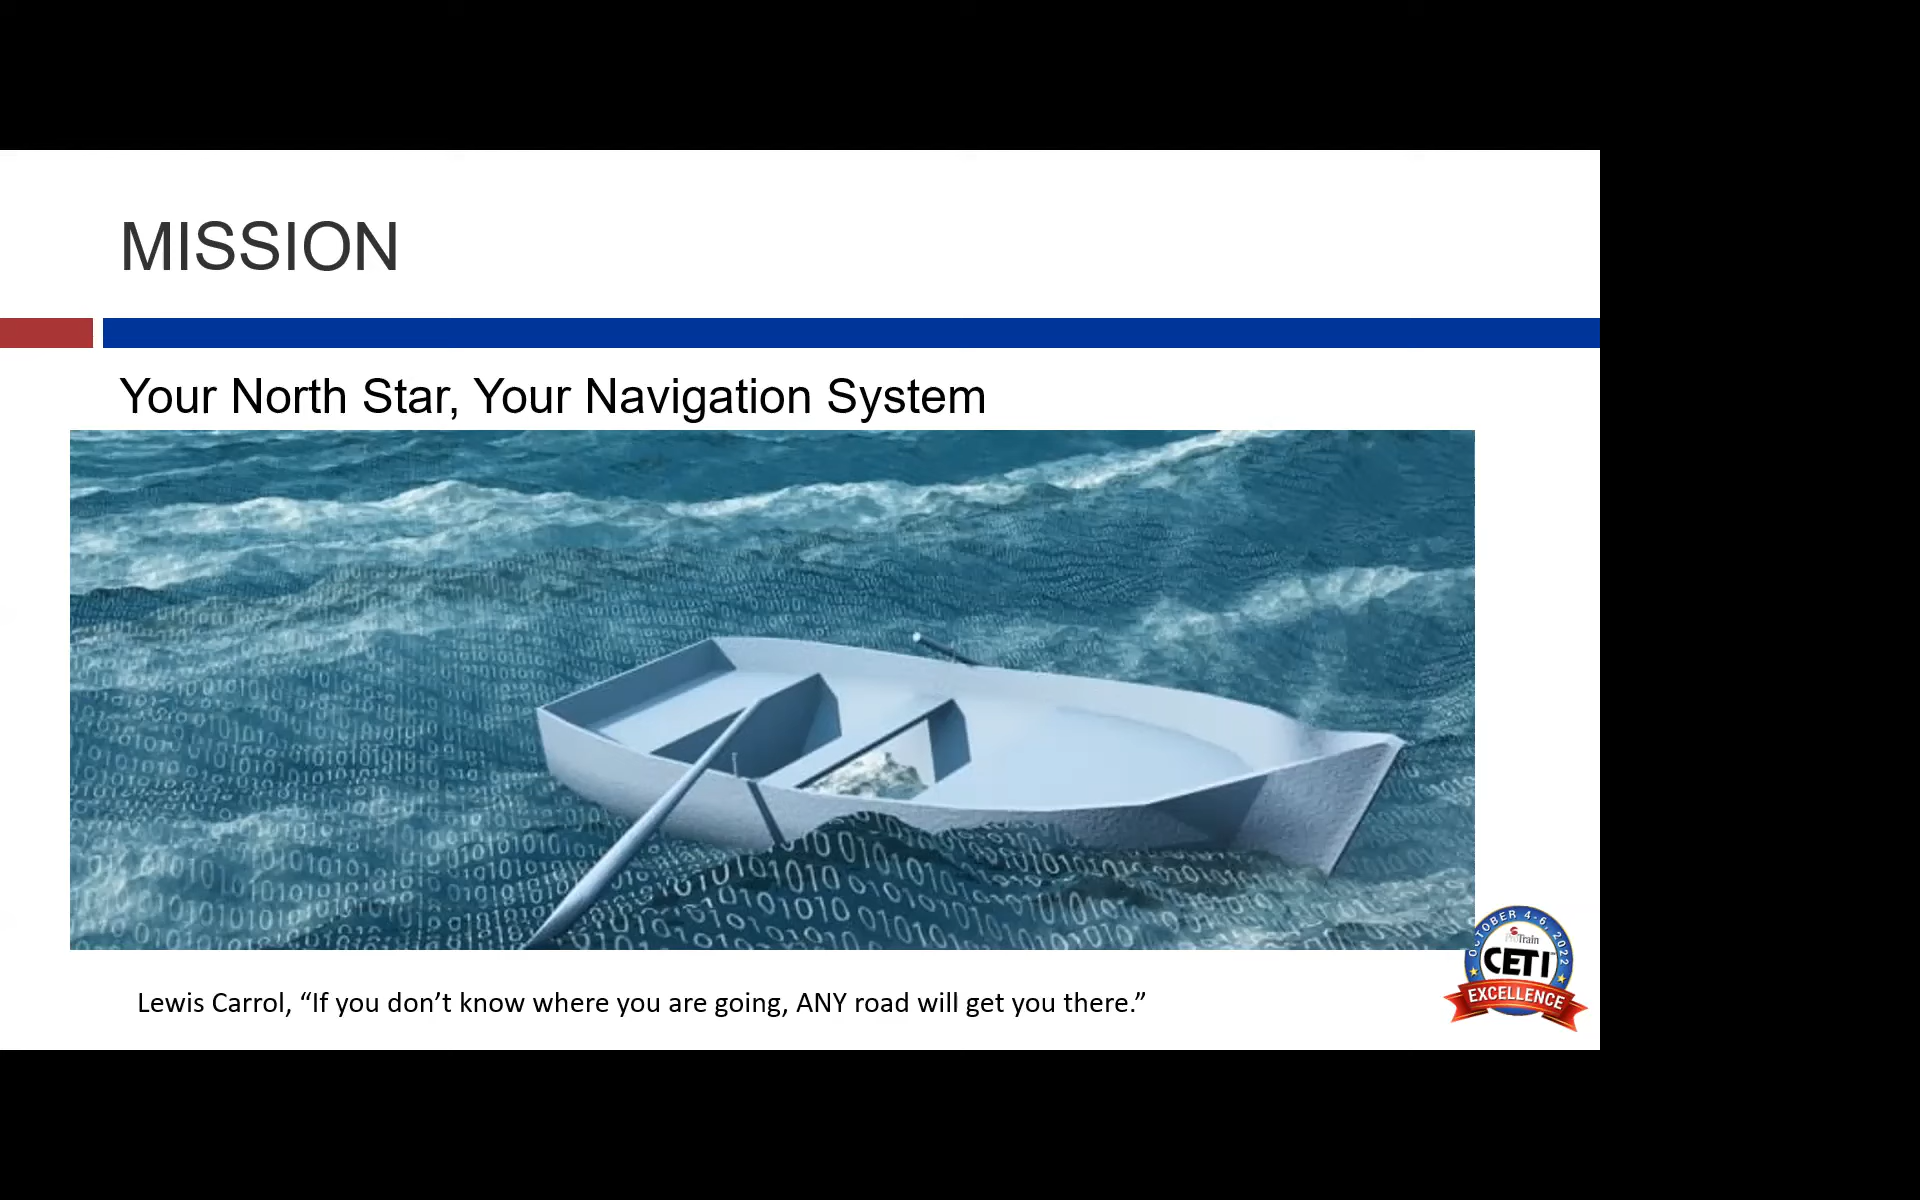 MISSION
Your North Star, Your Navigation System
Lewis Carrol, “If you don’t know where you are going, ANY road will get you there.”
OCTOBER 4-6, 2022
ProTrain
CETI
EXCELLENCE